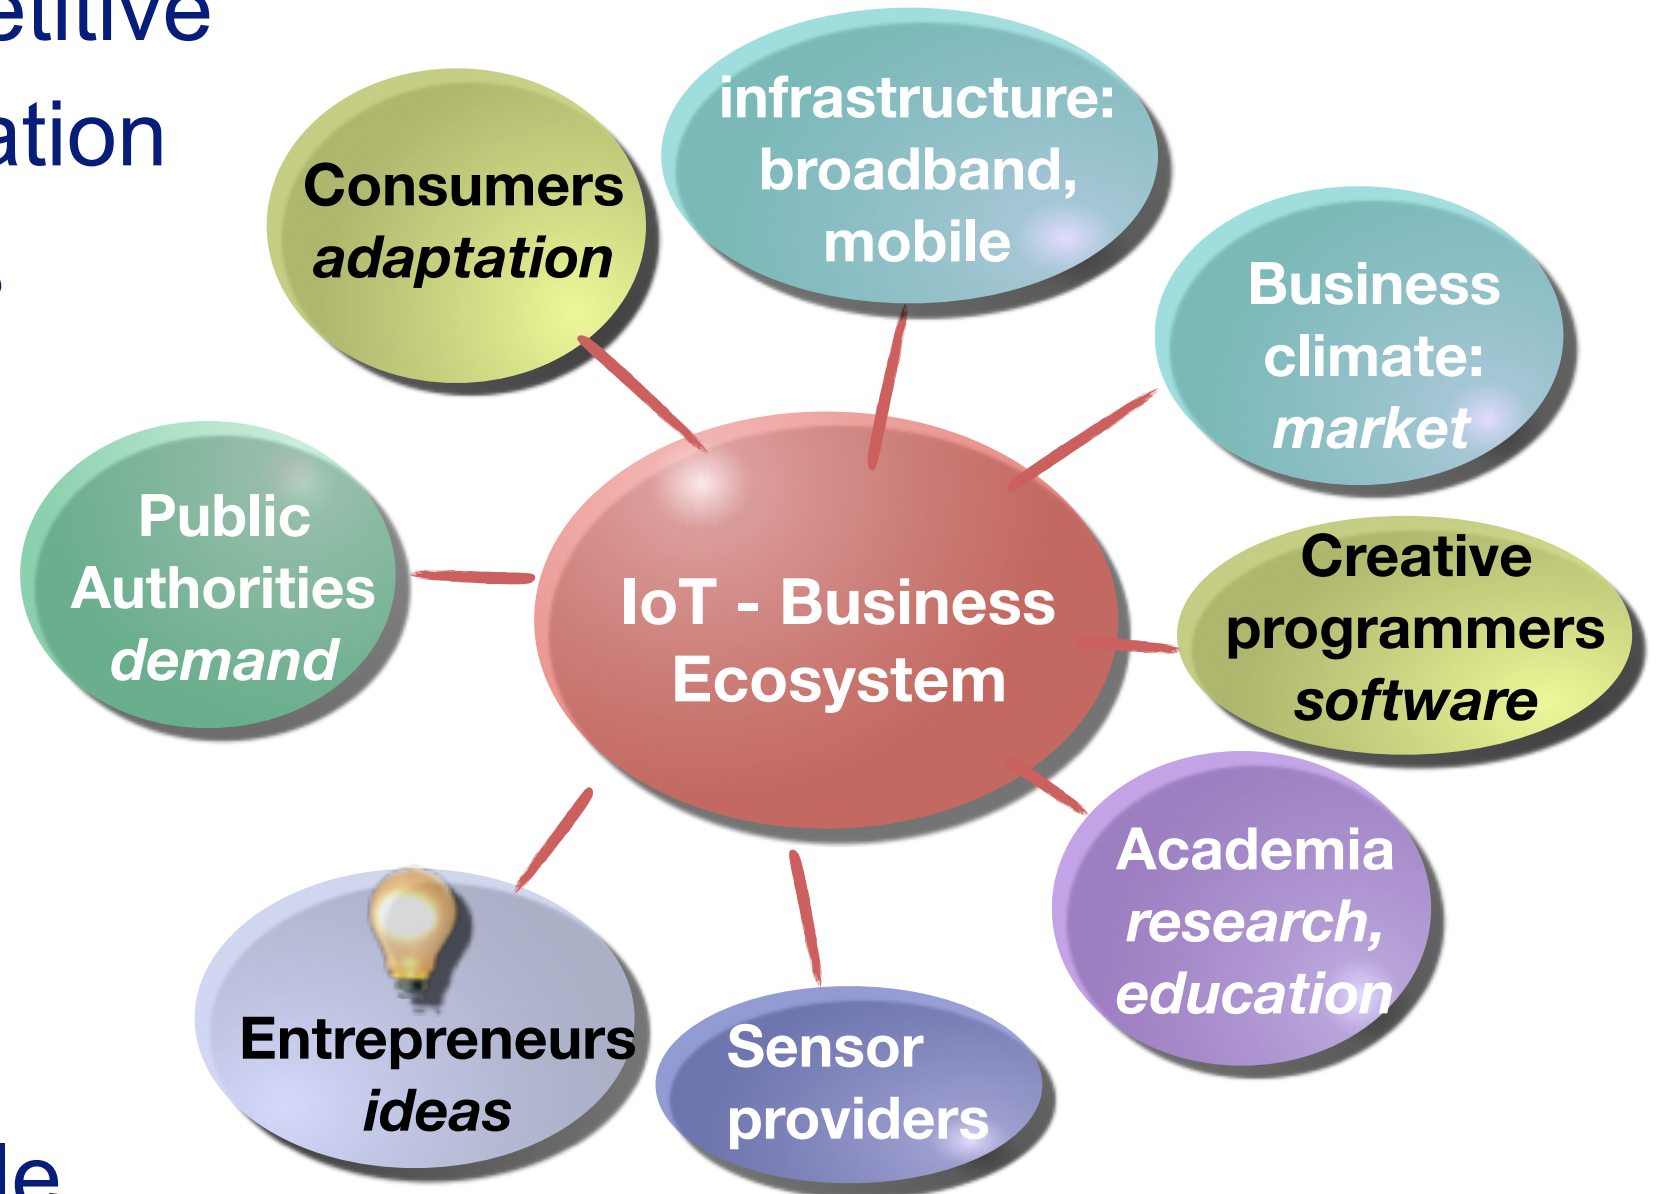 Consumers
adaptation
infrastructure:
broadband,
mobile
Business
climate:
market
Public
Authorities
demand
IoT - Business
Ecosystem
Creative
programmers
software
Academia
research,
education
Entrepreneurs
ideas
Sensor
providers